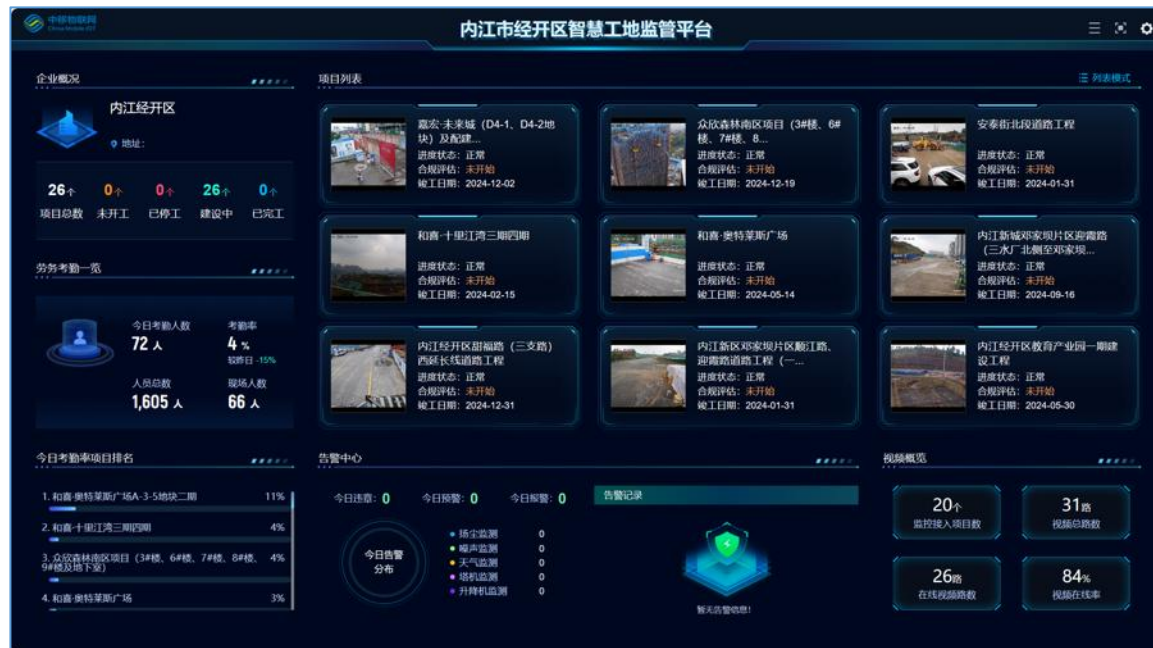 中移物联网
China Mobile IOT
内江市经开区智慧工地监管平台
企业概况
内江经开区
地址：
26个
0个
0个
26个
0个
项目总数
未开工
已停工
建设中
已完工
劳务考勤一览
今日考勤人数
72 人
考勤率
4 %
较昨日 -15%
人员总数
1,605 人
现场人数
66 人
今日考勤率项目排名
1. 和喜·奥特莱斯广场A-3-5地块二期
11%
2. 和喜·十里江湾三期四期
4%
3. 众欣森林南区项目（3#楼、6#楼、7#楼、8#楼、
9#楼及地下室）
4%
4. 和喜·奥特莱斯广场
3%
项目列表
列表模式
嘉宏·未来城（D4-1、D4-2地
块）及配建...
进度状态：正常
合规评估：未开始
竣工日期：2024-12-02
众欣森林南区项目（3#楼、6#
楼、7#楼、8...
进度状态：正常
合规评估：未开始
竣工日期：2024-12-19
安泰街北段道路工程
进度状态：正常
合规评估：未开始
竣工日期：2024-01-31
和喜·十里江湾三期四期
进度状态：正常
合规评估：未开始
竣工日期：2024-02-15
和喜·奥特莱斯广场
进度状态：正常
合规评估：未开始
竣工日期：2024-05-14
内江新城邓家坝片区迎霞路
（三水厂北侧至邓家坝...
进度状态：正常
合规评估：未开始
竣工日期：2024-09-16
内江经开区甜福路（三支路）
西延长线道路工程
进度状态：正常
合规评估：未开始
竣工日期：2024-12-31
内江新区邓家坝片区顺江路、
迎霞路道路工程（一...
进度状态：正常
合规评估：未开始
竣工日期：2024-01-31
内江经开区教育产业园一期建
设工程
进度状态：正常
合规评估：未开始
竣工日期：2024-05-30
告警中心
今日违章：0
今日预警：0
今日报警：0
今日告警
分布
扬尘监测 0
噪声监测 0
天气监测 0
塔机监测 0
升降机监测 0
告警记录
暂无告警信息！
视频概览
20个
监控接入项目数
31路
视频总路数
26路
在线视频路数
84%
视频在线率